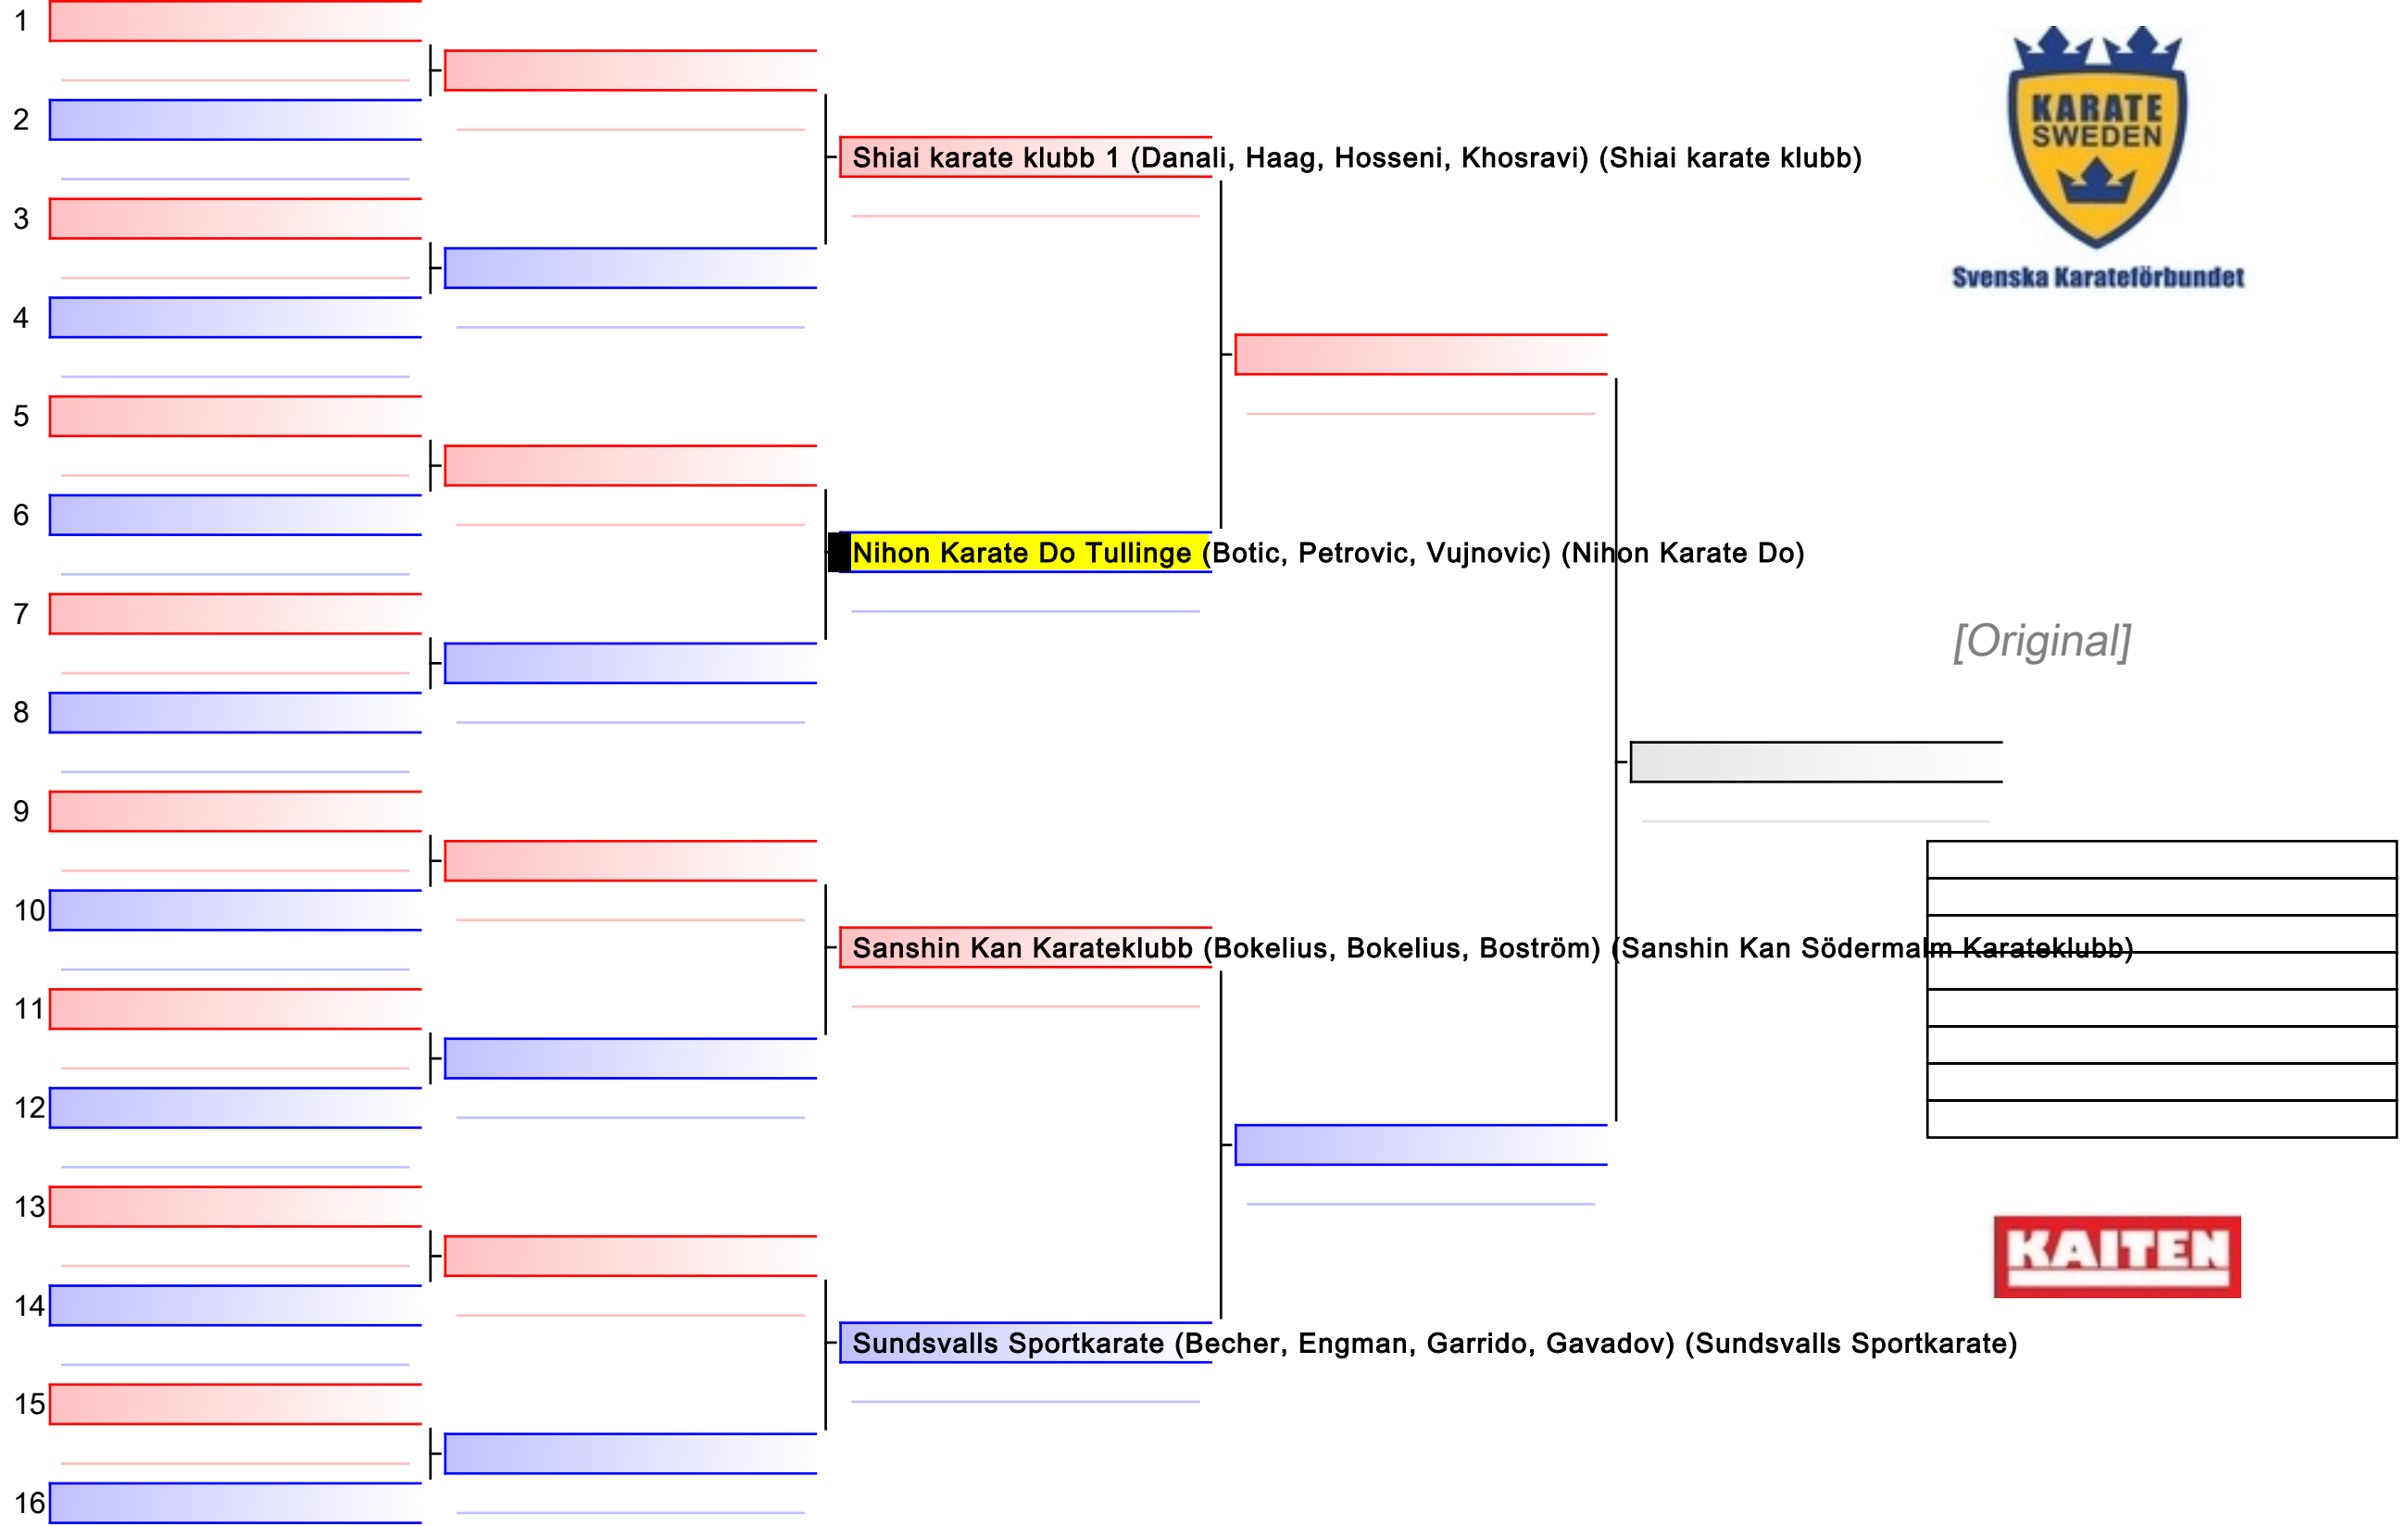 1
2
3
4
5
6
7
8
9
10
11
12
13
14
15
16
Shiai karate klubb 1 (Danali, Haag, Hosseni, Khosravi) (Shiai karate klubb)
Nihon Karate Do Tullinge (Botic, Petrovic, Vujnovic) (Nihon Karate Do)
Sanshin Kan Karateklubb (Bokelius, Bokelius, Boström) (Sanshin Kan Södermalm Karateklubb)
Sundsvalls Sportkarate (Becher, Engman, Garrido, Gavadov) (Sundsvalls Sportkarate)
KARATE
SWEDEN
Svenska Karateförbundet
[Original]
KAITEN